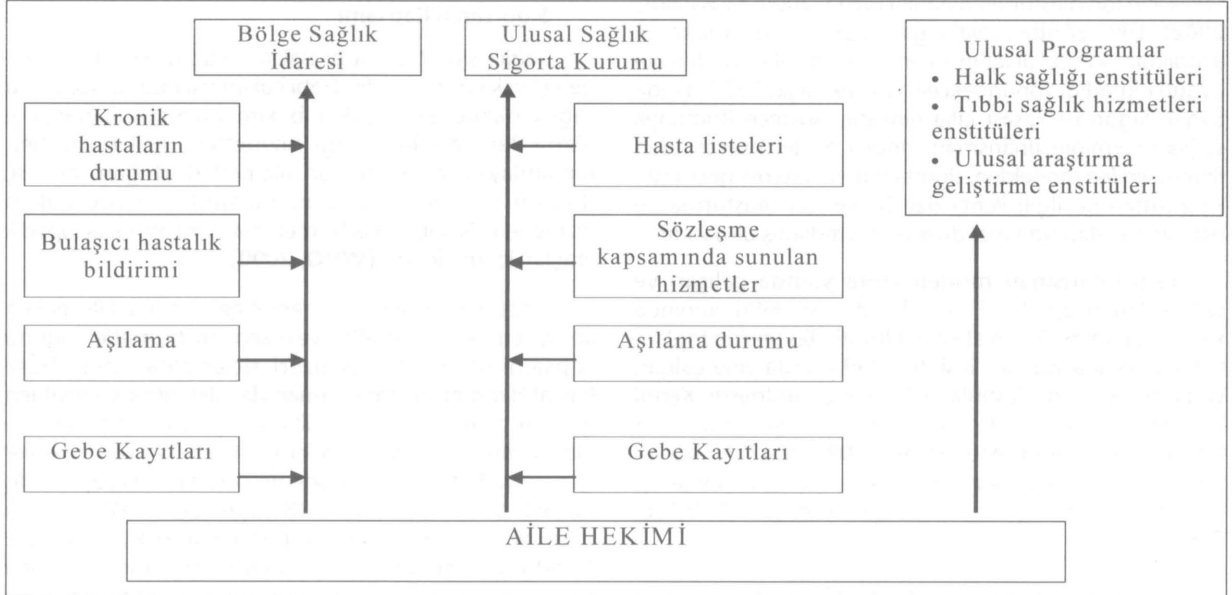 Bölge Sağlık
İdaresi
Ulusal Sağlık
Sigorta Kurumu
Ulusal Programlar
• Halk sağlığı enstitüleri
• Tıbbi sağlık hizmetleri
enstitüleri
• Ulusal araştırma
geliştirme enstitüleri
Kronik
hastaların
durumu
Hasta listeleri
Bulaşıcı hastalık
bildirimi
Sözleşme
kapsamında sunulan
hizmetler
Aşılama
Aşılama durumu
Gebe Kayıtları
Gebe Kayıtları
AİLE HEKİMİ